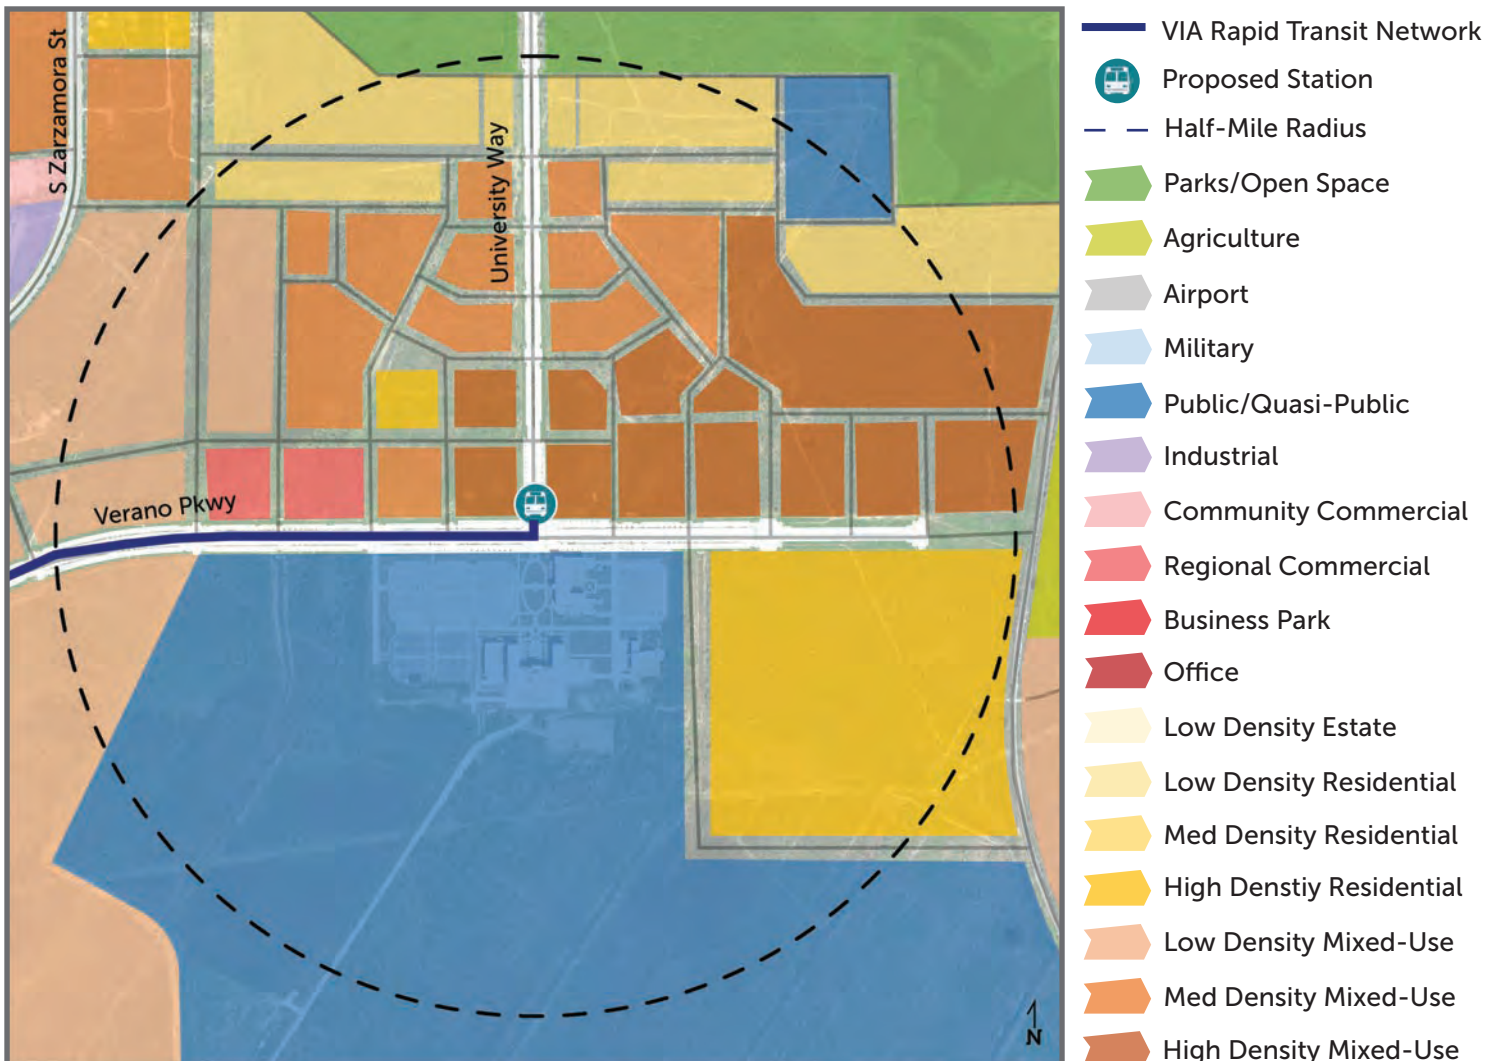 S Zarzamora St
University Way
Verano Pkwy
N
VIA Rapid Transit Network
Proposed Station
Half-Mile Radius
Parks/Open Space
Agriculture
Airport
Military
Public/Quasi-Public
Industrial
Community Commercial
Regional Commercial
Business Park
Office
Low Density Estate
Low Density Residential
Med Density Residential
High Denstiy Residential
Low Density Mixed-Use
Med Density Mixed-Use
High Density Mixed-Use